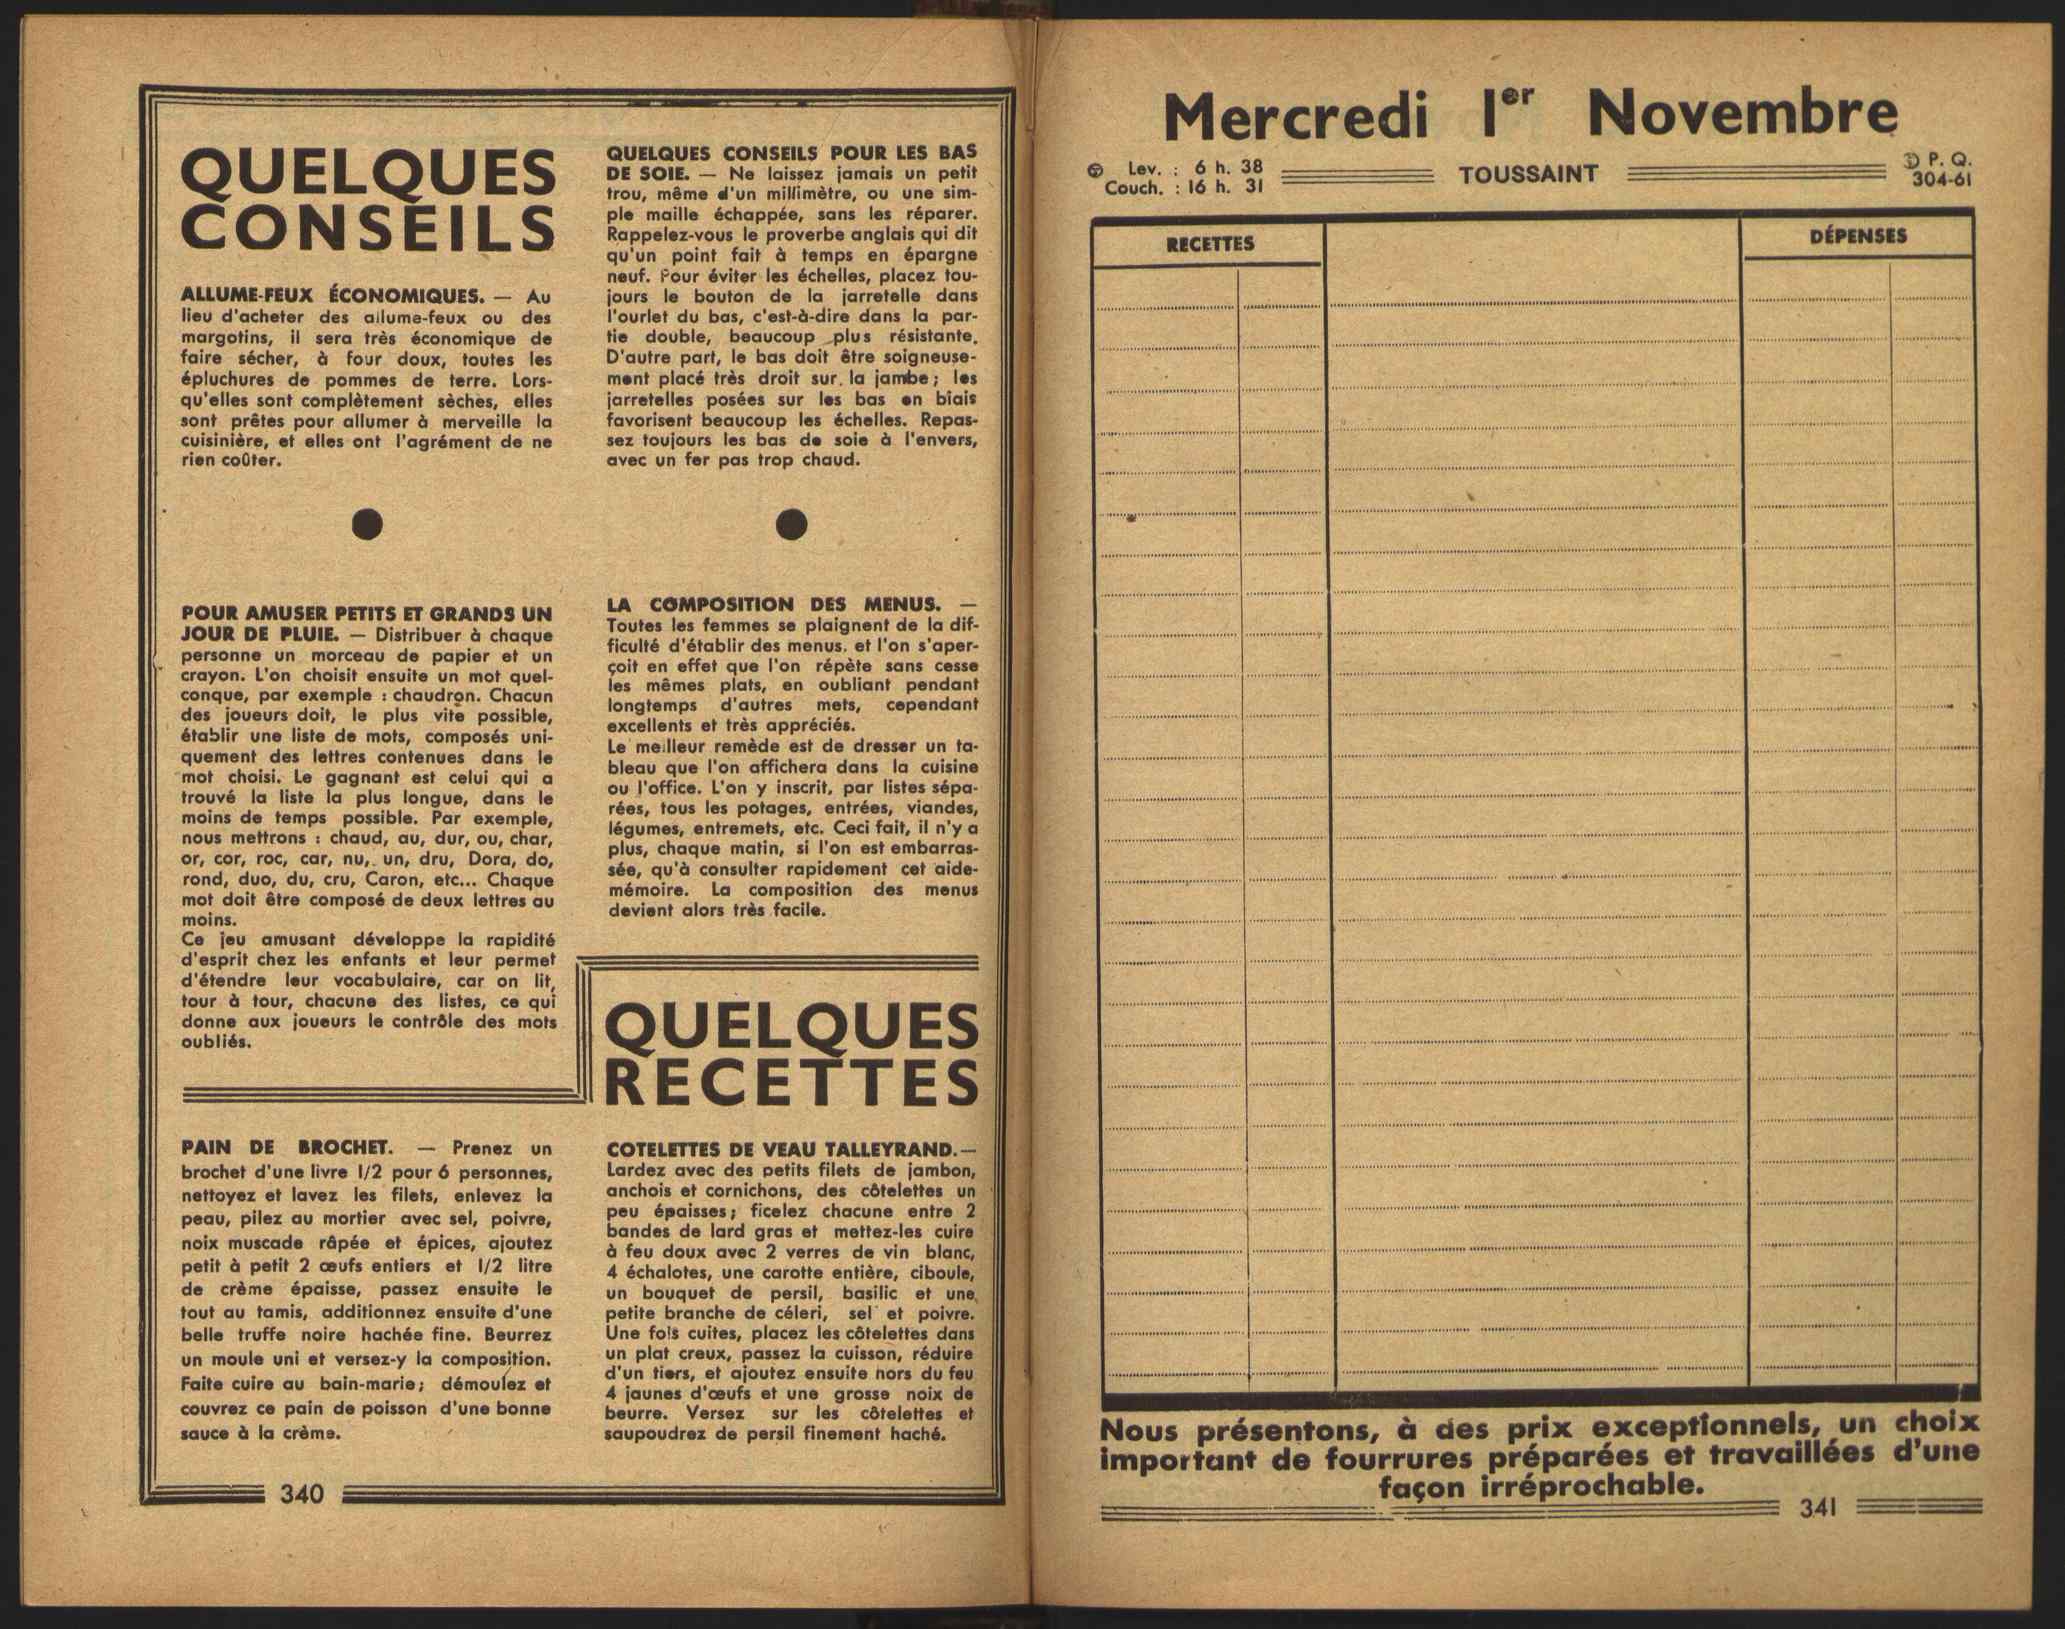 QUELQUES
CONSEILS
ALLUME-FEUX ÉCONOMIQUES. — Au
lieu d'acheter des allume-feux ou des
margotins, il sera très économique de
faire sécher, à four doux, toutes les
épluchures de pommes de terre. Lors-
qu'elles sont complètement sèches, elles
sont prêtes pour allumer à merveille la
cuisinière, et elles ont l'agrément de ne
rien coûter.
POUR AMUSER PETITS ET GRANDS UN
JOUR DE PLUIE. — Distribuer à chaque
personne un morceau de papier et un
crayon. L'on choisit ensuite un mot quel-
conque, par exemple : chaudron. Chacun
des joueurs doit, le plus vite possible,
établir une liste de mots, composés uni-
quement des lettres contenues dans le
mot choisi. Le gagnant est celui qui a
trouvé la liste la plus longue, dans le
moins de temps possible. Par exemple,
nous mettrons : chaud, au, dur, ou, char,
or, cor, roc, car, nu, un, dru, Dora, do,
rond, duo, du, cru, Caron, etc... Chaque
mot doit être composé de deux lettres au
moins.
Ce jeu amusant développe la rapidité
d'esprit chez les enfants et leur permet
d'étendre leur vocabulaire, car on lit,
tour à tour, chacune des listes, ce qui
donne aux joueurs le contrôle des mots
oubliés.
QUELQUES CONSEILS POUR LES BAS
DE SOIE. — Ne laissez jamais un petit
trou, même d'un millimètre, ou une sim-
ple maille échappée, sans les réparer.
Rappelez-vous le proverbe anglais qui dit
qu'un point fait à temps en épargne
neuf. Pour éviter les échelles, placez tou-
jours le bouton de la jarretelle dans
l'ourlet du bas, c'est-à-dire dans la par-
tie double, beaucoup plus résistante.
D'autre part, le bas doit être soigneuse-
ment placé très droit sur la jambe ; les
jarretelles posées sur les bas en biais
favorisent beaucoup les échelles. Repas-
sez toujours les bas de soie à l'envers,
avec un fer pas trop chaud.
LA COMPOSITION DES MENUS. —
Toutes les femmes se plaignent de la dif-
ficulté d'établir des menus, et l'on s'aper-
çoit en effet que l'on répète sans cesse
les mêmes plats, en oubliant pendant
longtemps d'autres mets, cependant
excellents et très appréciés.
Le meilleur remède est de dresser un ta-
bleau que l'on affichera dans la cuisine
ou l'office. L'on y inscrit, par listes sépa-
rées, tous les potages, entrées, viandes,
légumes, entremets, etc. Ceci fait, il n'y a
plus, chaque matin, si l'on est embarras-
sée, qu'à consulter rapidement cet aide-
mémoire. La composition des menus
devient alors très facile.
QUELQUES
RECETTES
PAIN DE BROCHET. — Prenez un
brochet d'une livre 1/2 pour 6 personnes,
nettoyez et lavez les filets, enlevez la
peau, pilez au mortier avec sel, poivre,
noix muscade râpée et épices, ajoutez
petit à petit 2 œufs entiers et 1/2 litre
de crème épaisse, passez ensuite le
tout au tamis, additionnez ensuite d'une
belle truffe noire hachée fine. Beurrez
un moule uni et versez-y la composition.
Faite cuire au bain-marie ; démoulez et
couvrez ce pain de poisson d'une bonne
sauce à la crème.
COTELETTES DE VEAU TALLEYRAND. —
Lardez avec des petits filets de jambon,
anchois et cornichons, des côtelettes un
peu épaisses ; ficelez chacune entre 2
bandes de lard gras et mettez-les cuire
à feu doux avec 2 verres de vin blanc,
4 échalotes, une carotte entière, ciboule,
un bouquet de persil, basilic et une
petite branche de céleri, sel et poivre.
Une fois cuites, placez les côtelettes dans
un plat creux, passez la cuisson, réduire
d'un tiers, et ajoutez ensuite hors du feu
4 jaunes d'œufs et une grosse noix de
beurre. Versez sur les côtelettes et
saupoudrez de persil finement haché.
340
Mercredi 1er Novembre
Lev. : 6 h. 38
Couch. : 16 h. 31
TOUSSAINT
P. Q.
304-61
RECETTES
DÉPENSES
Nous présentons, à des prix exceptionnels, un choix
important de fourrures préparées et travaillées d'une
façon irréprochable.
341